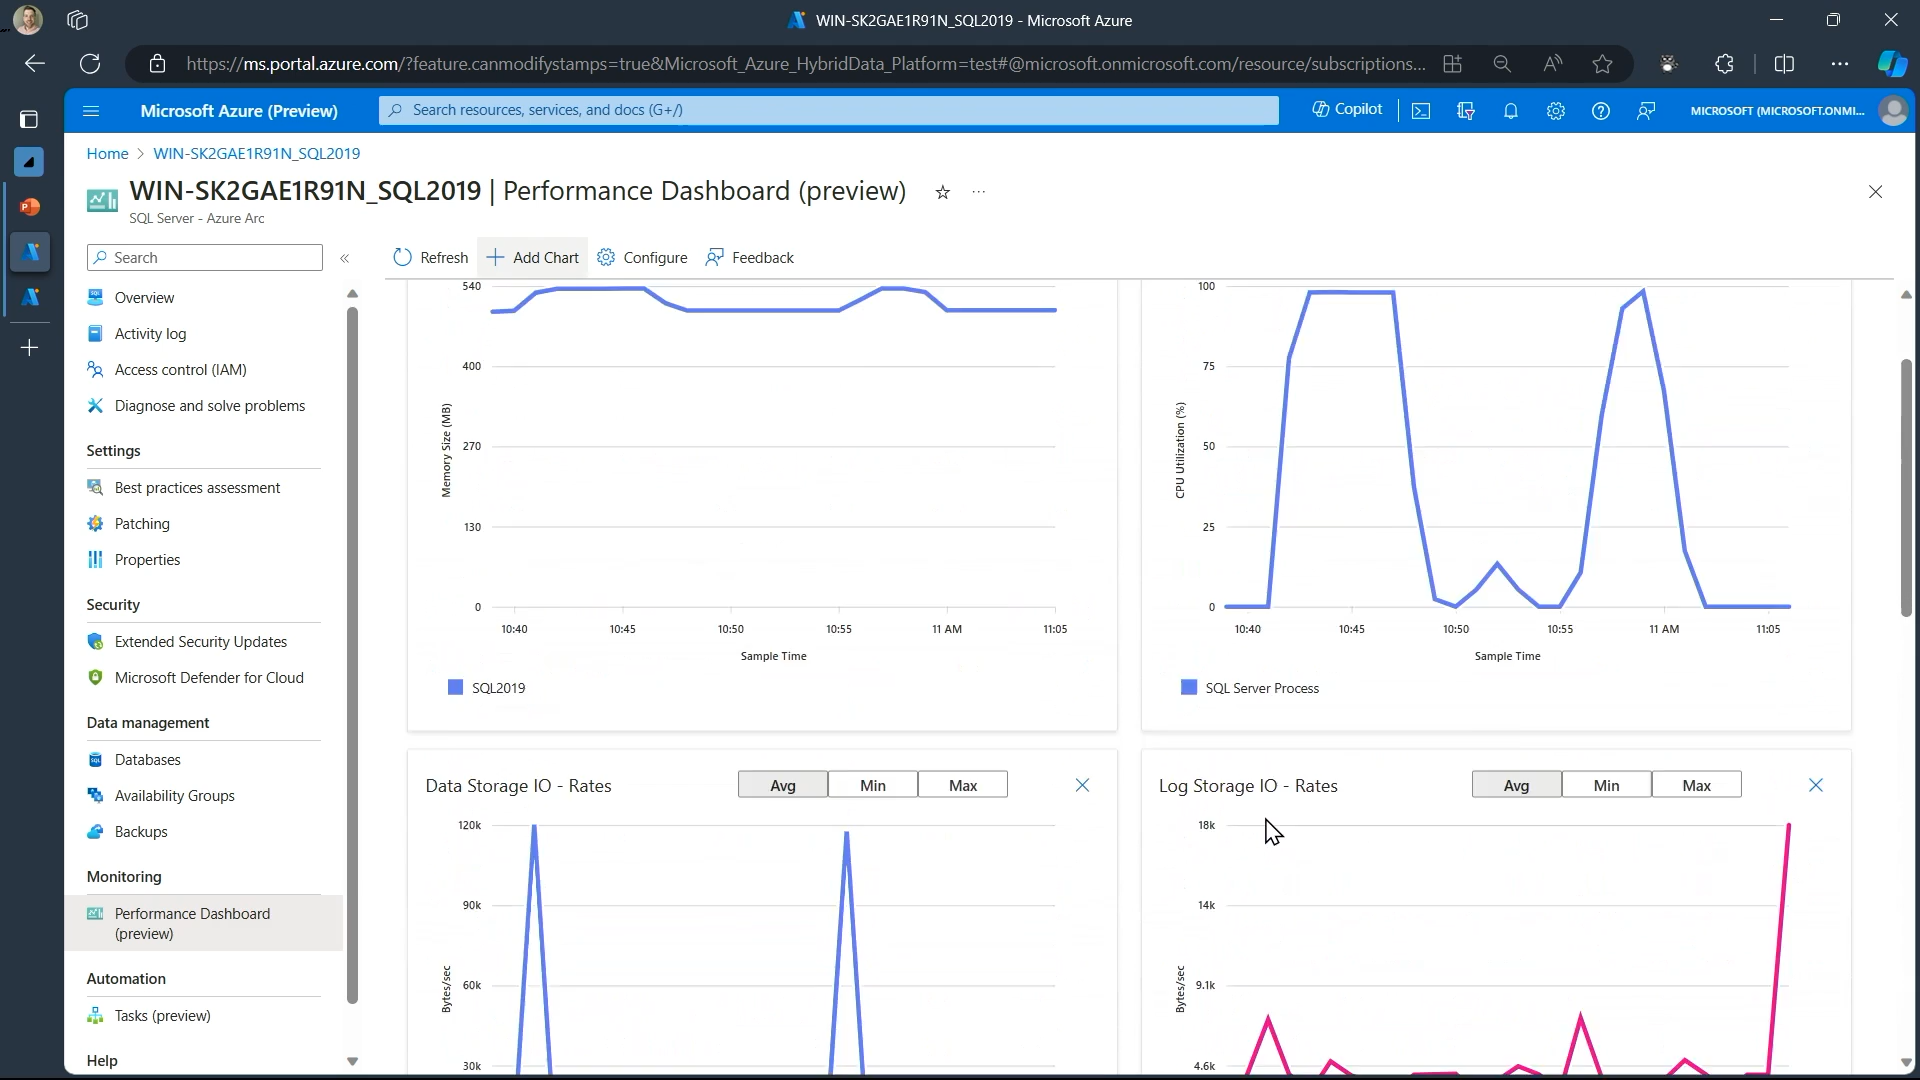 WIN-SK2GAE1R91N_SQL2019 - Microsoft Azure
https://ms.portal.azure.com/?feature.canmodifystamps=true&Microsoft_Azure_HybridData_Platform=test#@microsoft.onmicrosoft.com/resource/subscriptions...
Microsoft Azure (Preview)
Search resources, services, and docs (G+/)
Copilot
MICROSOFT (MICROSOFT.ONMI...
Home > WIN-SK2GAE1R91N_SQL2019
WIN-SK2GAE1R91N_SQL2019 | Performance Dashboard (preview)
SQL Server - Azure Arc
Search
Refresh
Add Chart
Configure
Feedback
Overview
Activity log
Access control (IAM)
Diagnose and solve problems
Settings
Best practices assessment
Patching
Properties
Security
Extended Security Updates
Microsoft Defender for Cloud
Data management
Databases
Availability Groups
Backups
Monitoring
Performance Dashboard
(preview)
Automation
Tasks (preview)
Help
540
400
270
130
0
Memory Size (MB)
10:40 10:45 10:50 10:55 11 AM 11:05
Sample Time
SQL2019
100
75
50
25
0
CPU Utilization (%)
10:40 10:45 10:50 10:55 11 AM 11:05
Sample Time
SQL Server Process
Data Storage IO - Rates
Avg Min Max
120k
90k
60k
30k
Bytes/sec
Log Storage IO - Rates
Avg Min Max
18k
14k
9.1k
4.6k
Bytes/sec